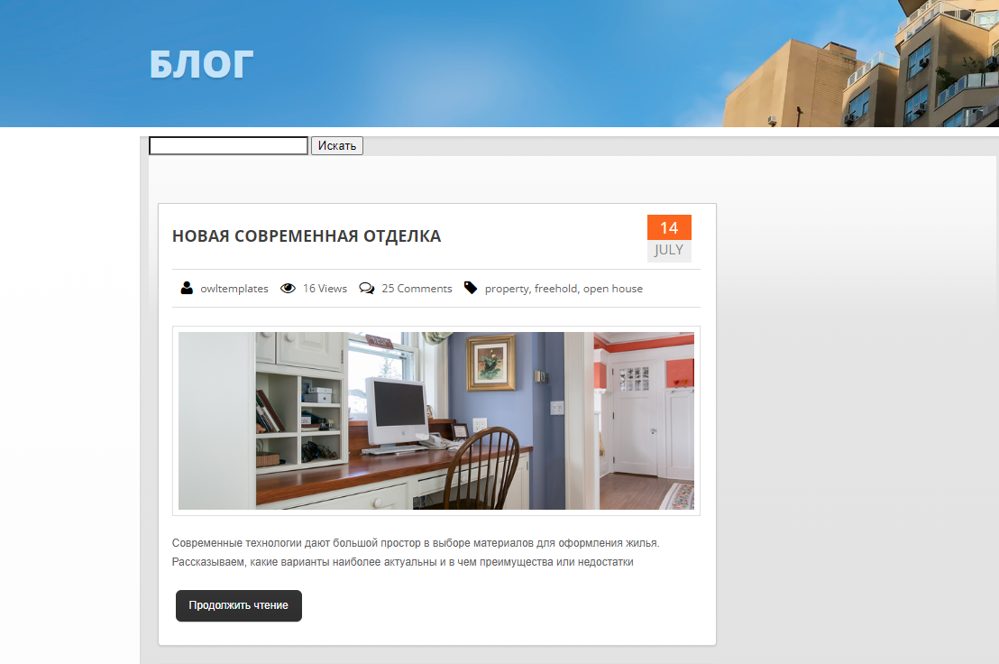 БЛОГ
Искать
НОВАЯ СОВРЕМЕННАЯ ОТДЕЛКА
14
JULY
owltemplates 16 Views 25 Comments property, freehold, open house
Современные технологии дают большой простор в выборе материалов для оформления жилья.
Рассказываем, какие варианты наиболее актуальны и в чем преимущества или недостатки
Продолжить чтение